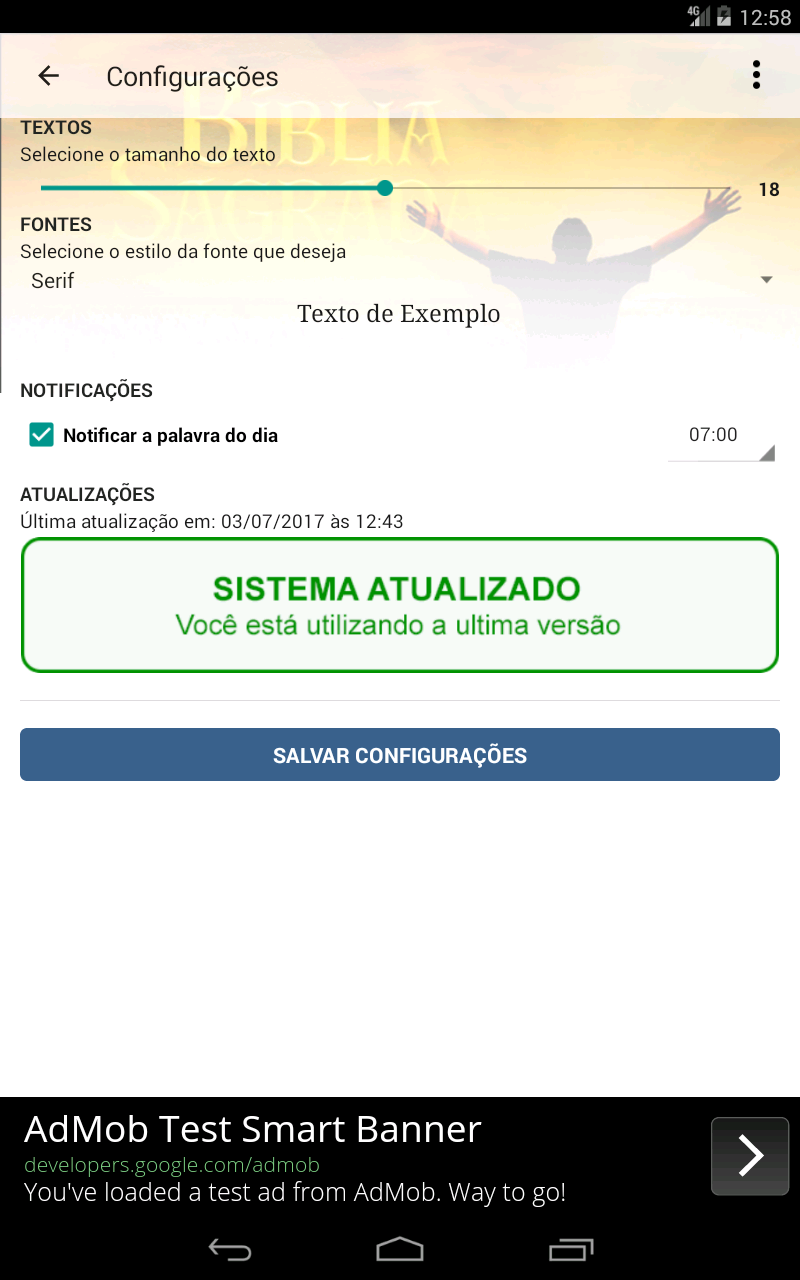 4G 12:58
Configurações
BÍBLIA
SAGRADA
TEXTOS
Selecione o tamanho do texto
18
FONTES
Selecione o estilo da fonte que deseja
Serif
Texto de Exemplo
NOTIFICAÇÕES
Notificar a palavra do dia
07:00
ATUALIZAÇÕES
Última atualização em: 03/07/2017 às 12:43
SISTEMA ATUALIZADO
Você está utilizando a ultima versão
SALVAR CONFIGURAÇÕES
AdMob Test Smart Banner
developers.google.com/admob
You've loaded a test ad from AdMob. Way to go!